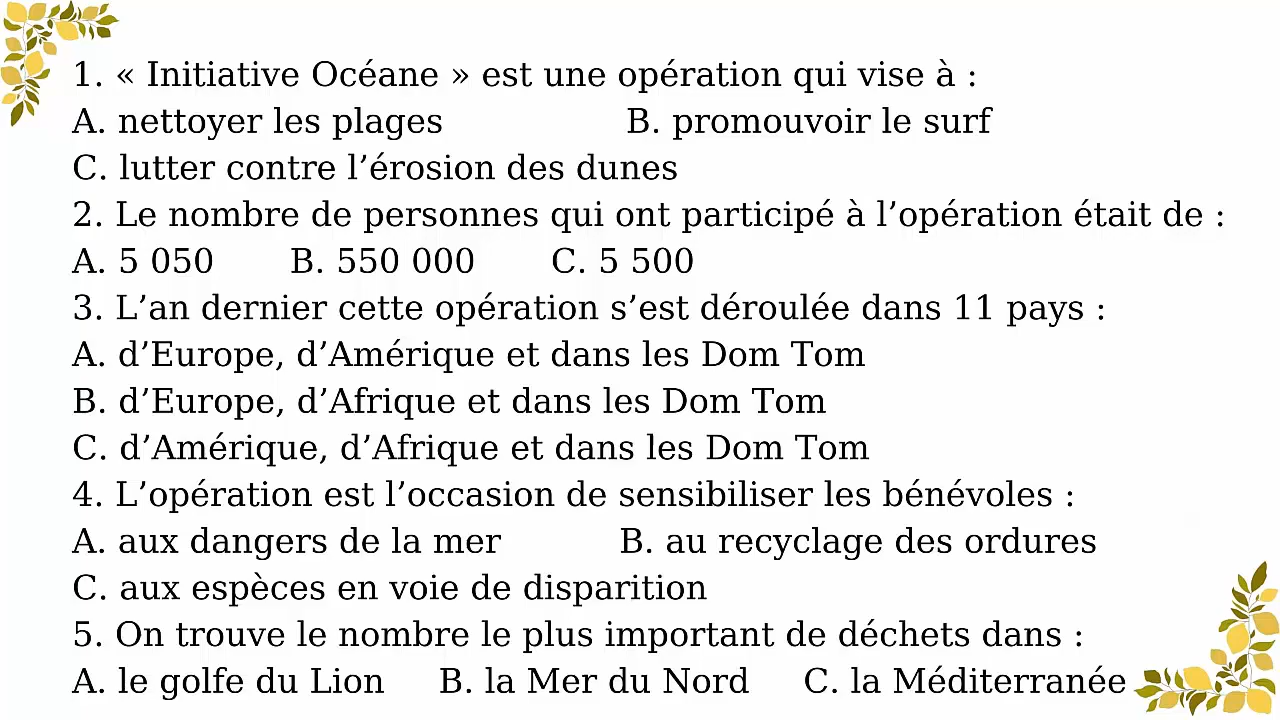 1. « Initiative Océane » est une opération qui vise à :
A. nettoyer les plages B. promouvoir le surf
C. lutter contre l’érosion des dunes
2. Le nombre de personnes qui ont participé à l’opération était de :
A. 5 050 B. 550 000 C. 5 500
3. L’an dernier cette opération s’est déroulée dans 11 pays :
A. d’Europe, d’Amérique et dans les Dom Tom
B. d’Europe, d’Afrique et dans les Dom Tom
C. d’Amérique, d’Afrique et dans les Dom Tom
4. L’opération est l’occasion de sensibiliser les bénévoles :
A. aux dangers de la mer B. au recyclage des ordures
C. aux espèces en voie de disparition
5. On trouve le nombre le plus important de déchets dans :
A. le golfe du Lion B. la Mer du Nord C. la Méditerranée